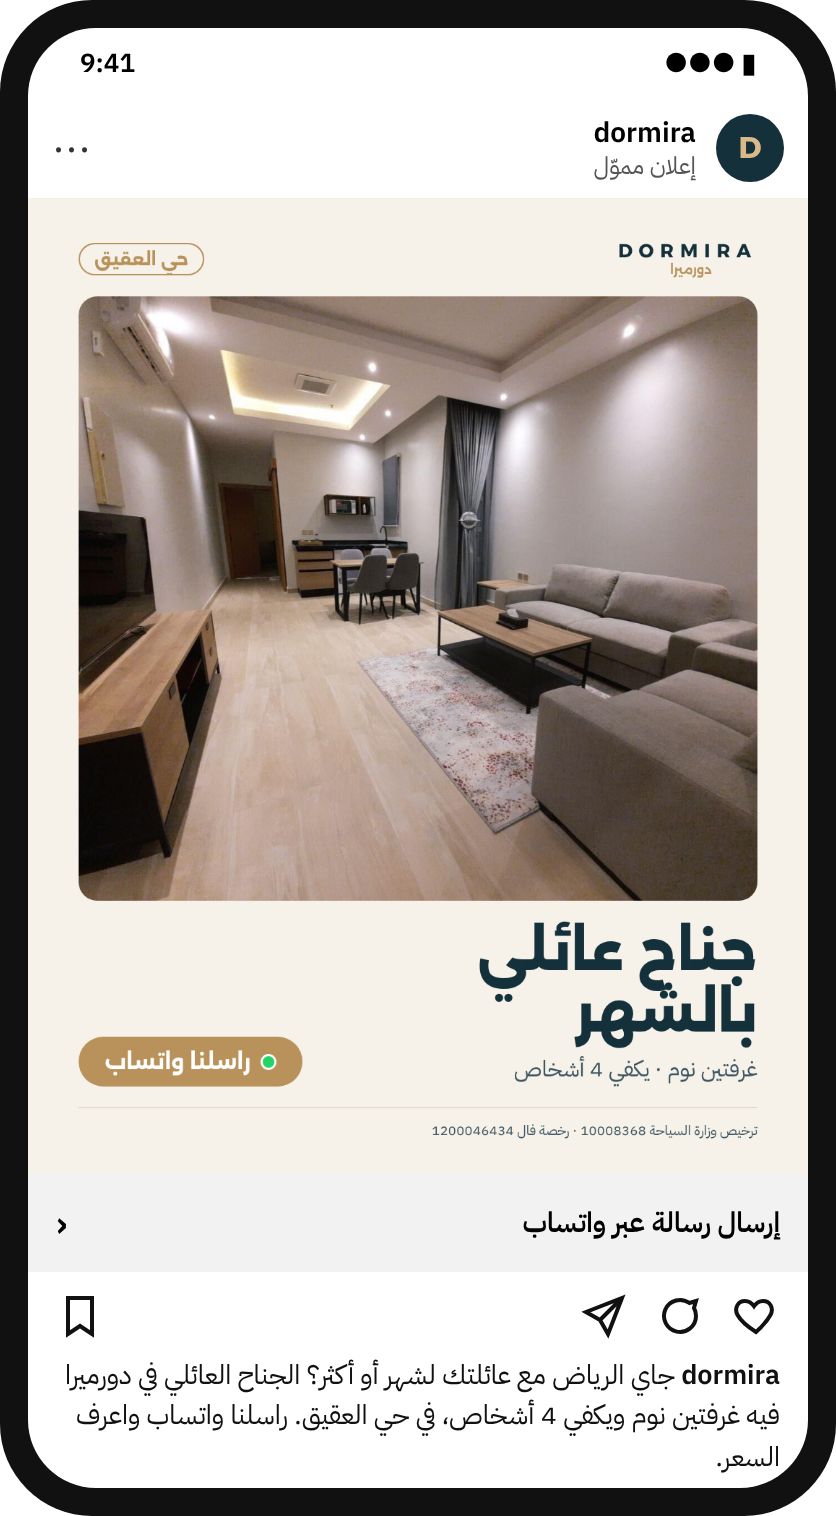 9:41
dormira
إعلان مموّل
D
DORMIRA
دورميرا
حي العقيق
جناح عائلي
بالشهر
غرفتين نوم · يكفي 4 أشخاص
راسلنا واتساب
ترخيص وزارة السياحة 10008368 · رخصة فال 1200046434
إرسال رسالة عبر واتساب
dormira جاي الرياض مع عائلتك لشهر أو أكثر؟ الجناح العائلي في دورميرا
فيه غرفتين نوم ويكفي 4 أشخاص، في حي العقيق. راسلنا واتساب واعرف
السعر.